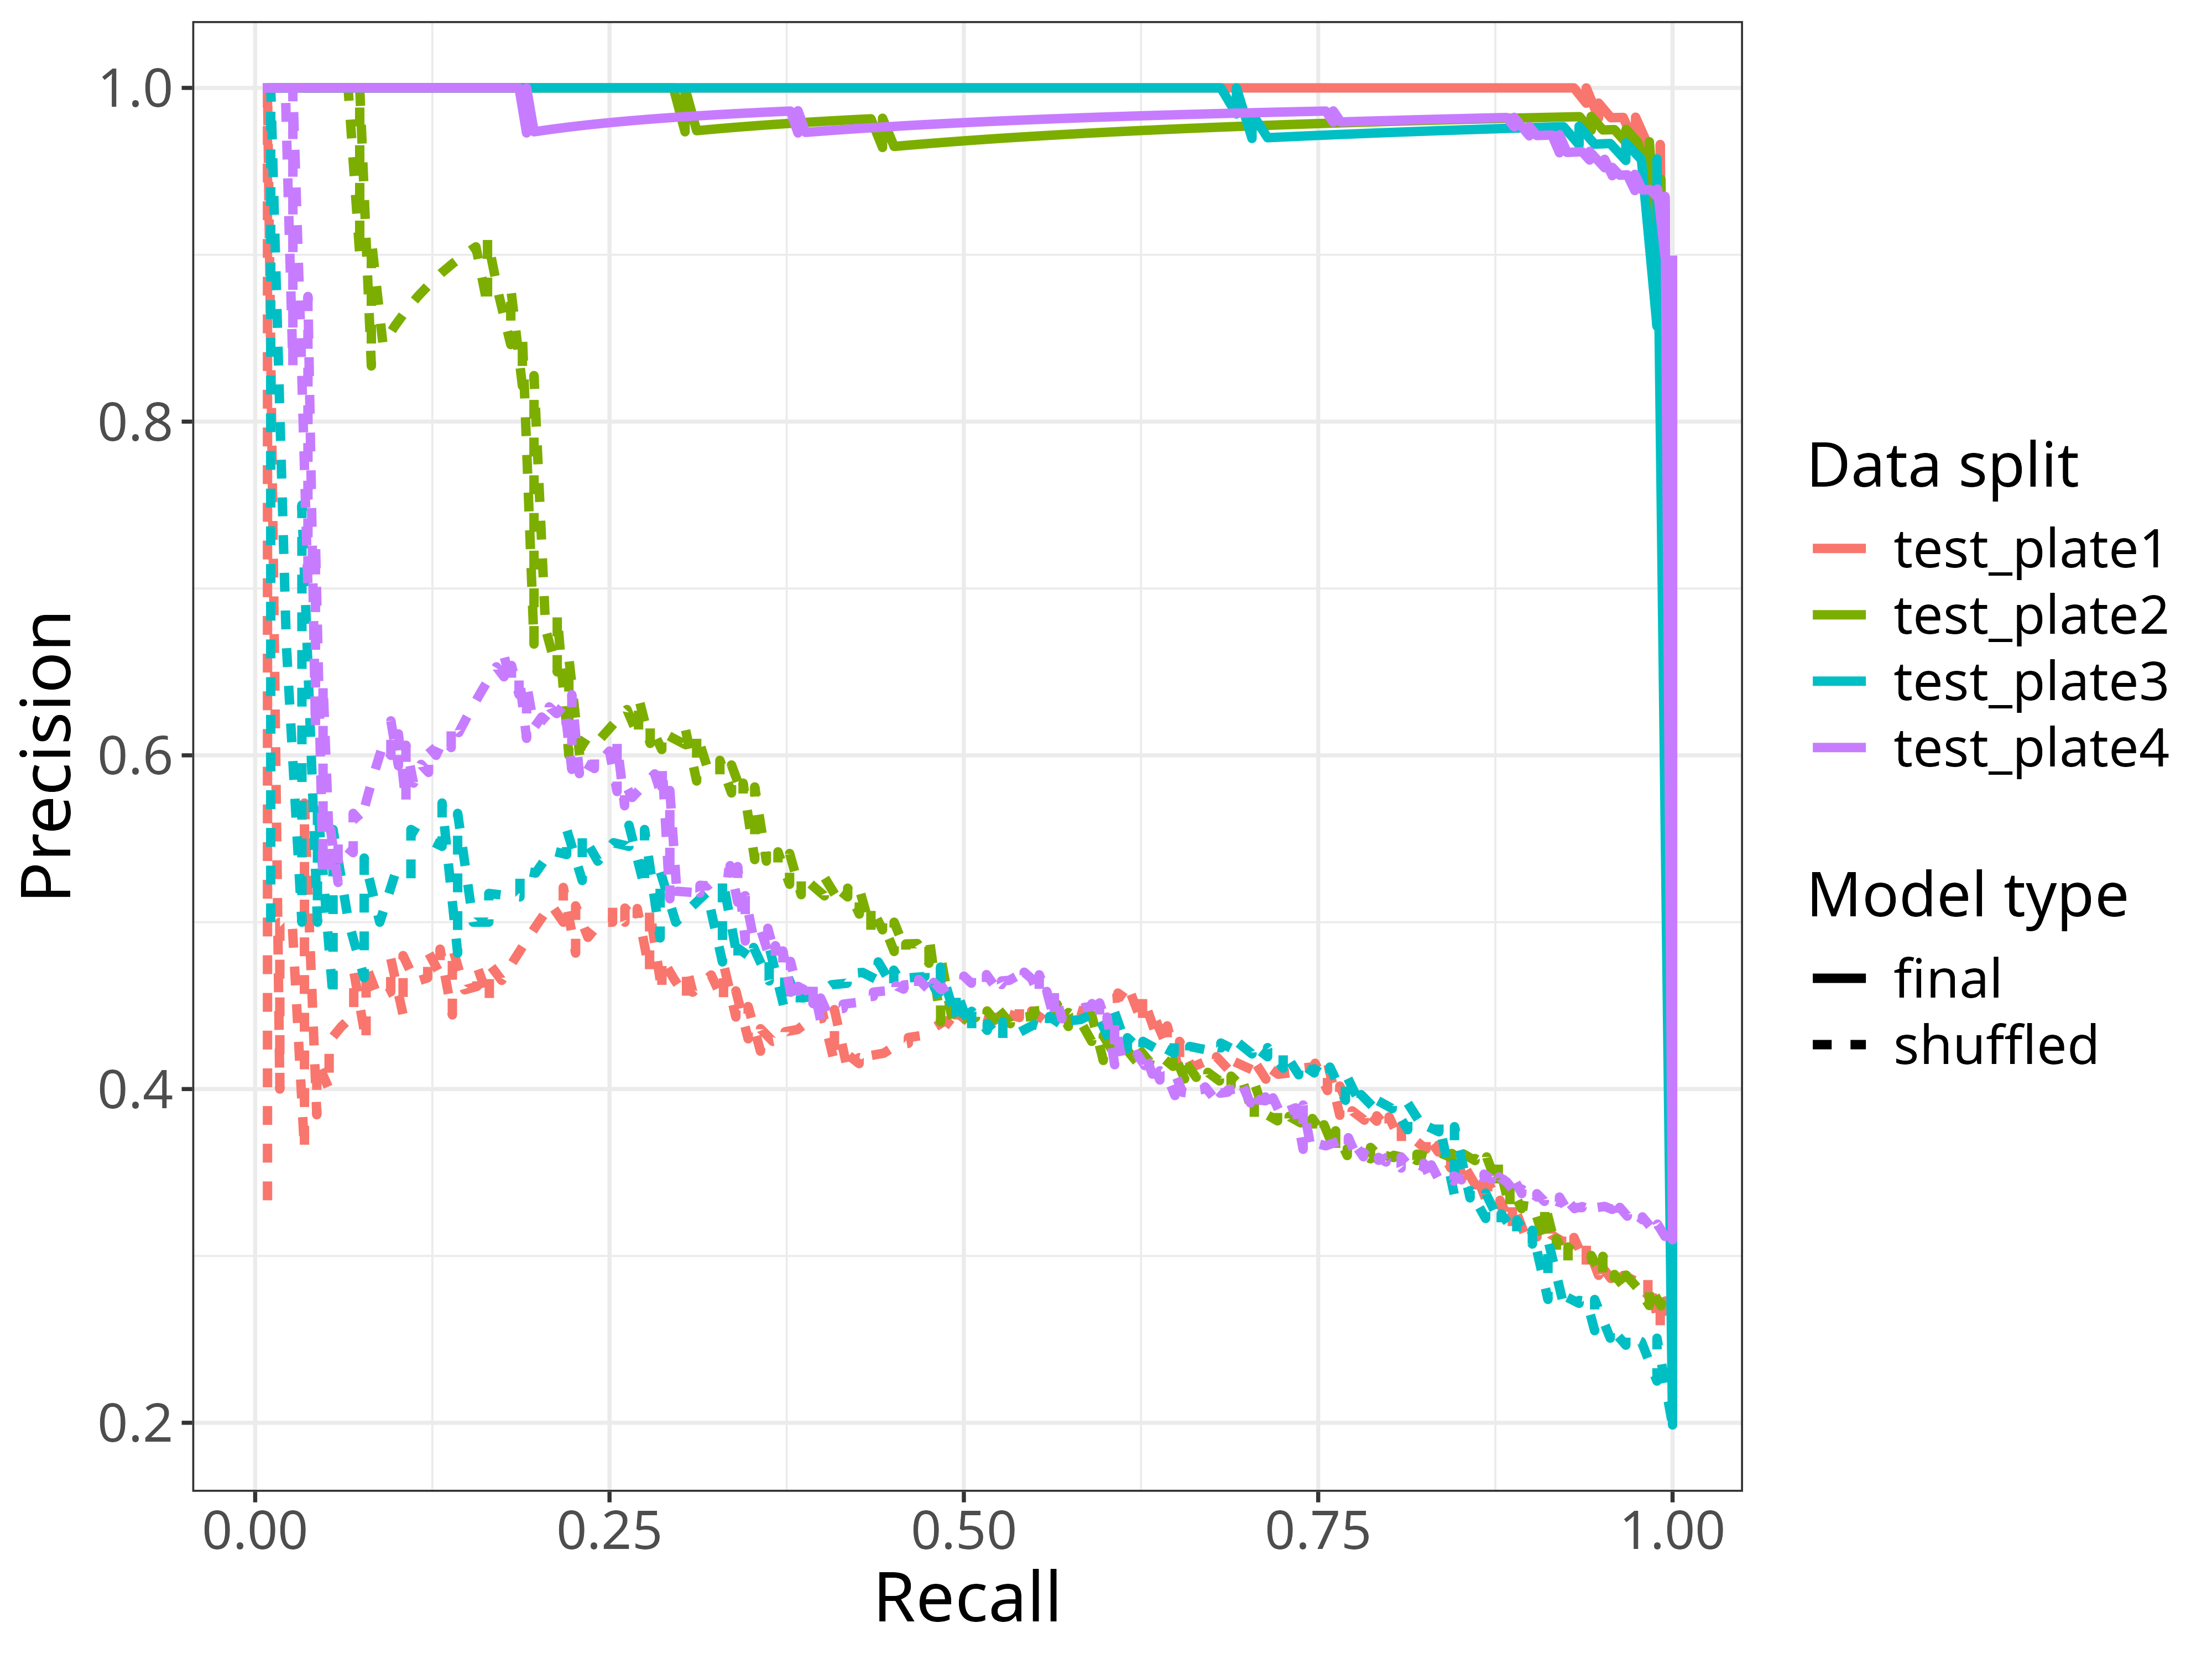 1.0
0.8
0.6
0.4
0.2
Precision
0.00 0.25 0.50 0.75 1.00
Recall
Data split
test_plate1
test_plate2
test_plate3
test_plate4
Model type
final
shuffled